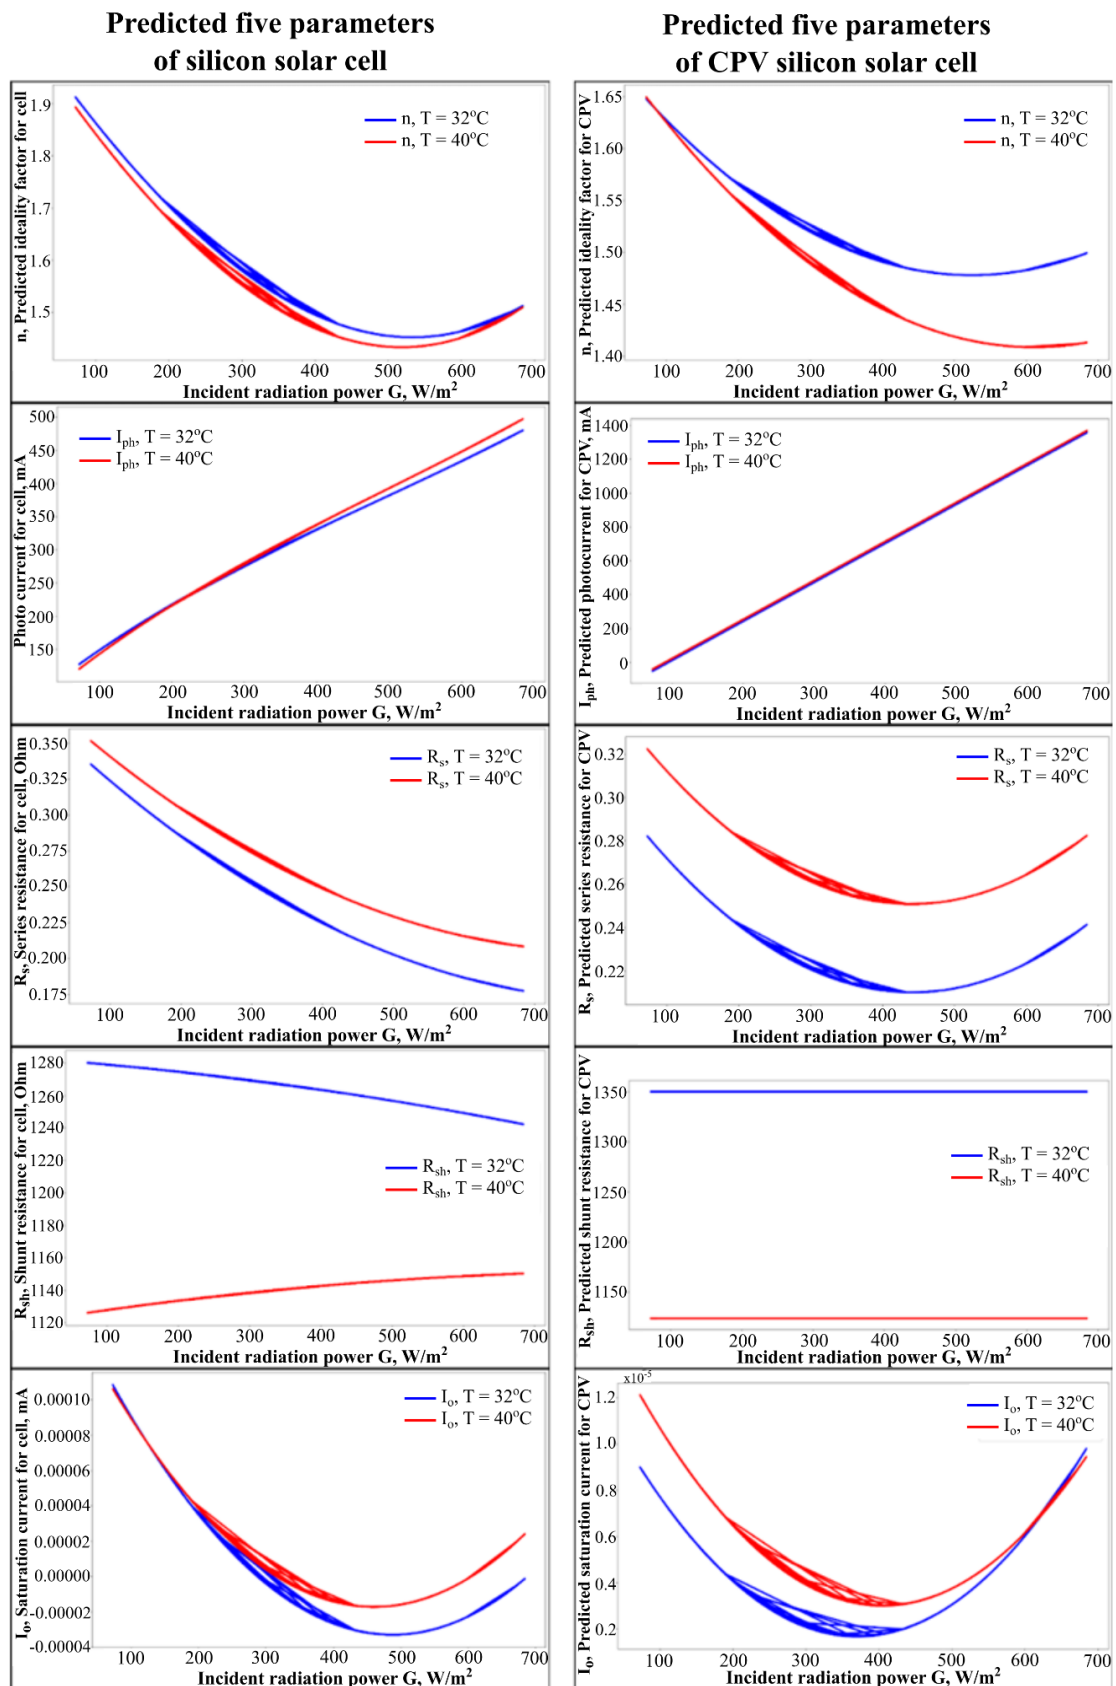 Predicted five parameters
of silicon solar cell
Predicted five parameters
of CPV silicon solar cell
n, Predicted ideality factor for cell
1.9
1.8
1.7
1.6
1.5
n, T = 32°C
n, T = 40°C
100 200 300 400 500 600 700
Incident radiation power G, W/m²
n, Predicted ideality factor for CPV
1.65
1.60
1.55
1.50
1.45
1.40
n, T = 32°C
n, T = 40°C
100 200 300 400 500 600 700
Incident radiation power G, W/m²
Photo current for cell, mA
500
450
400
350
300
250
200
150
Iph, T = 32°C
Iph, T = 40°C
100 200 300 400 500 600 700
Incident radiation power G, W/m²
Iph, Predicted photocurrent for CPV, mA
1400
1200
1000
800
600
400
200
0
Iph, T = 32°C
Iph, T = 40°C
100 200 300 400 500 600 700
Incident radiation power G, W/m²
Rs, Series resistance for cell, Ohm
0.350
0.325
0.300
0.275
0.250
0.225
0.200
0.175
Rs, T = 32°C
Rs, T = 40°C
100 200 300 400 500 600 700
Incident radiation power G, W/m²
Rs, Predicted series resistance for CPV
0.32
0.30
0.28
0.26
0.24
0.22
Rs, T = 32°C
Rs, T = 40°C
100 200 300 400 500 600 700
Incident radiation power G, W/m²
Rsh, Shunt resistance for cell, Ohm
1280
1260
1240
1220
1200
1180
1160
1140
1120
Rsh, T = 32°C
Rsh, T = 40°C
100 200 300 400 500 600 700
Incident radiation power G, W/m²
Rsh, Predicted shunt resistance for CPV
1350
1300
1250
1200
1150
Rsh, T = 32°C
Rsh, T = 40°C
100 200 300 400 500 600 700
Incident radiation power G, W/m²
Io, Saturation current for cell, mA
0.00010
0.00008
0.00006
0.00004
0.00002
0.00000
-0.00002
-0.00004
Io, T = 32°C
Io, T = 40°C
100 200 300 400 500 600 700
Incident radiation power G, W/m²
Io, Predicted saturation current for CPV
x10⁻⁵
1.2
1.0
0.8
0.6
0.4
0.2
Io, T = 32°C
Io, T = 40°C
100 200 300 400 500 600 700
Incident radiation power G, W/m²